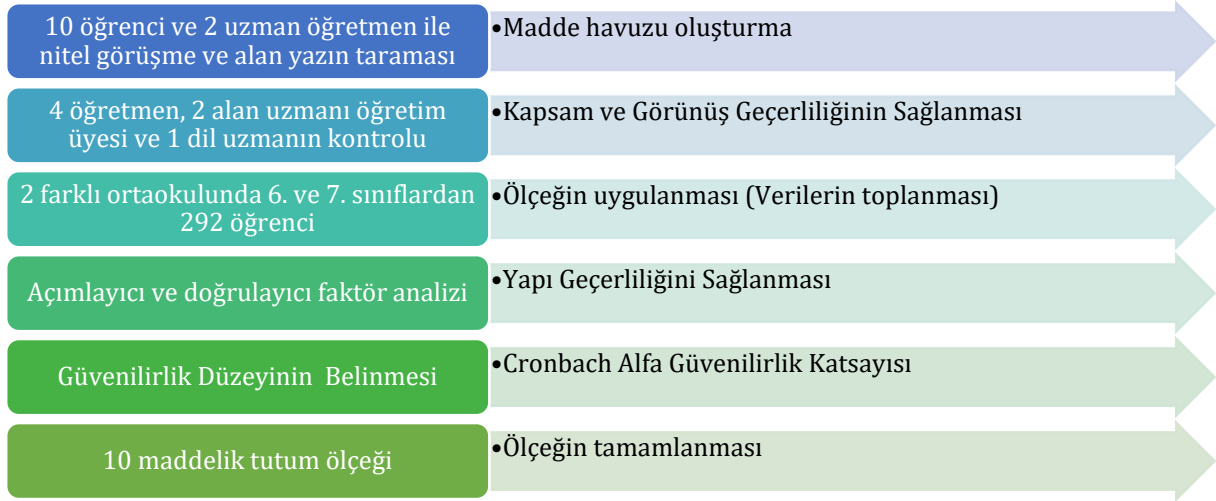 10 öğrenci ve 2 uzman öğretmen ile
nitel görüşme ve alan yazın taraması
•Madde havuzu oluşturma
4 öğretmen, 2 alan uzmanı öğretim
üyesi ve 1 dil uzmanın kontrolu
•Kapsam ve Görünüş Geçerliliğinin Sağlanması
2 farklı ortaokulunda 6. ve 7. sınıflardan
292 öğrenci
•Ölçeğin uygulanması (Verilerin toplanması)
Açımlayıcı ve doğrulayıcı faktör analizi
•Yapı Geçerliliğini Sağlanması
Güvenilirlik Düzeyinin Belinmesi
•Cronbach Alfa Güvenilirlik Katsayısı
10 maddelik tutum ölçeği
•Ölçeğin tamamlanması